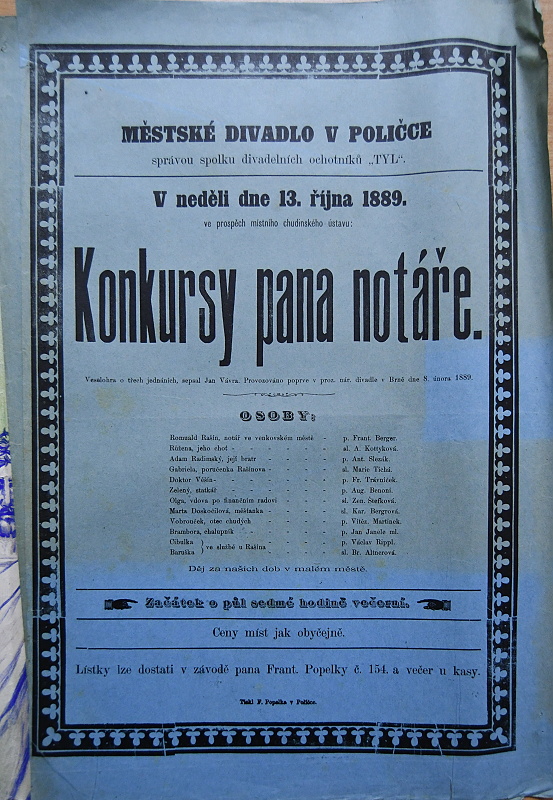 MĚSTSKÉ DIVADLO V POLIČCE
správou spolku divadelních ochotníků „TYL“.
V neděli dne 13. října 1889.
ve prospěch místního chudinského ústavu:
Konkursy pana notáře.
Veselohra o třech jednáních, sepsal Jan Vávra. Provozováno poprve v proz. nár. divadle v Brně dne 8. února 1889.
OSOBY:
Romuald Rašín, notář ve venkovském městě - p. Frant. Berger.
Růžena, jeho choť - - - - - sl. A. Kottyková.
Adam Radimský, její bratr - - - - p. Ant. Slezák.
Gabriela, poručenka Rašínova - - - - sl. Marie Tichá.
Doktor Věšín - - - - - p. Fr. Trávníček.
Zelený, statkář - - - - - p. Aug. Benoni.
Olga, vdova po finančním radovi - - - sl. Zen. Štefková.
Marta Doskočilová, měšťanka - - - - sl. Kar. Bergrová.
Vobrouček, otec chudých - - - - p. Vítěz. Martinek.
Brambora, chalupník - - - - - p. Jan Janele ml.
Cibulka } ve službě u Rašína - - - - p. Václav Rippl.
Baruška - - - - sl. Br. Altnerová.
Děj za našich dob v malém městě.
Začátek o půl sedmé hodině večerní.
Ceny míst jak obyčejně.
Lístky lze dostati v závodě pana Frant. Popelky č. 154. a večer u kasy.
Tiskl F. Popelka v Poličce.